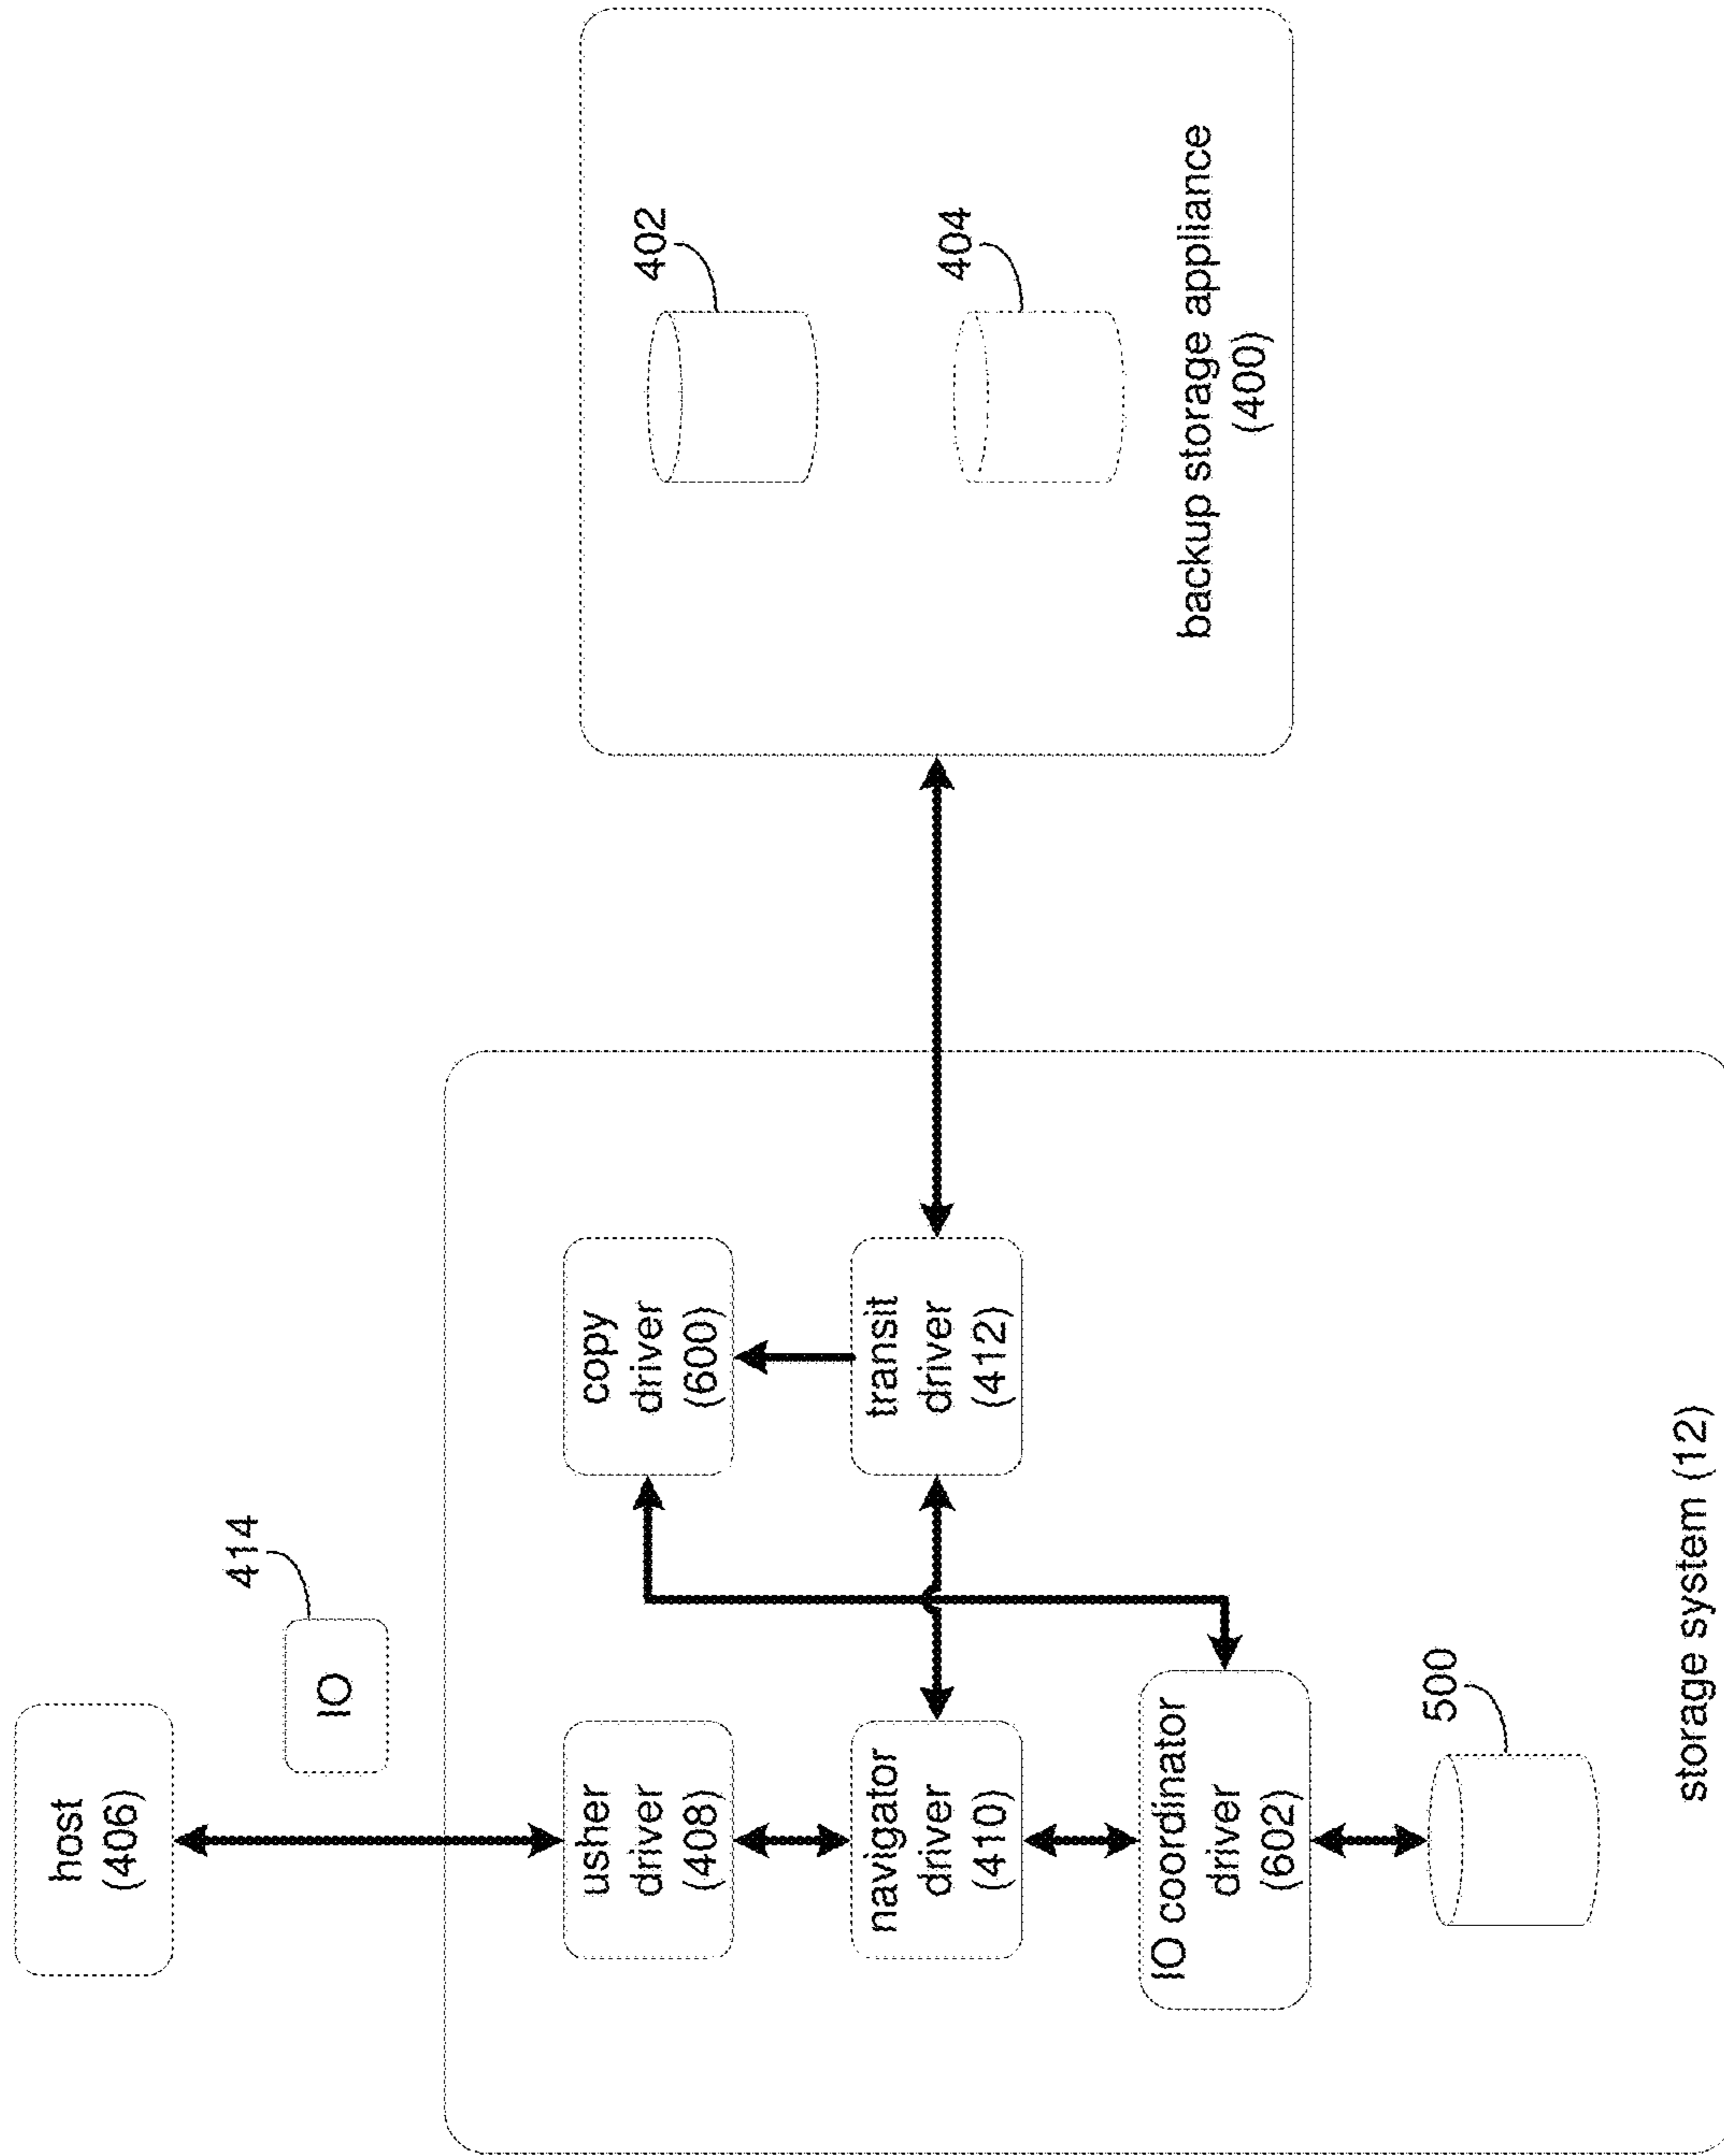 host
(406)
IO
414
usher
driver
(408)
copy
driver
(600)
navigator
driver
(410)
transit
driver
(412)
IO coordinator
driver
(602)
500
storage system (12)
402
404
backup storage appliance
(400)